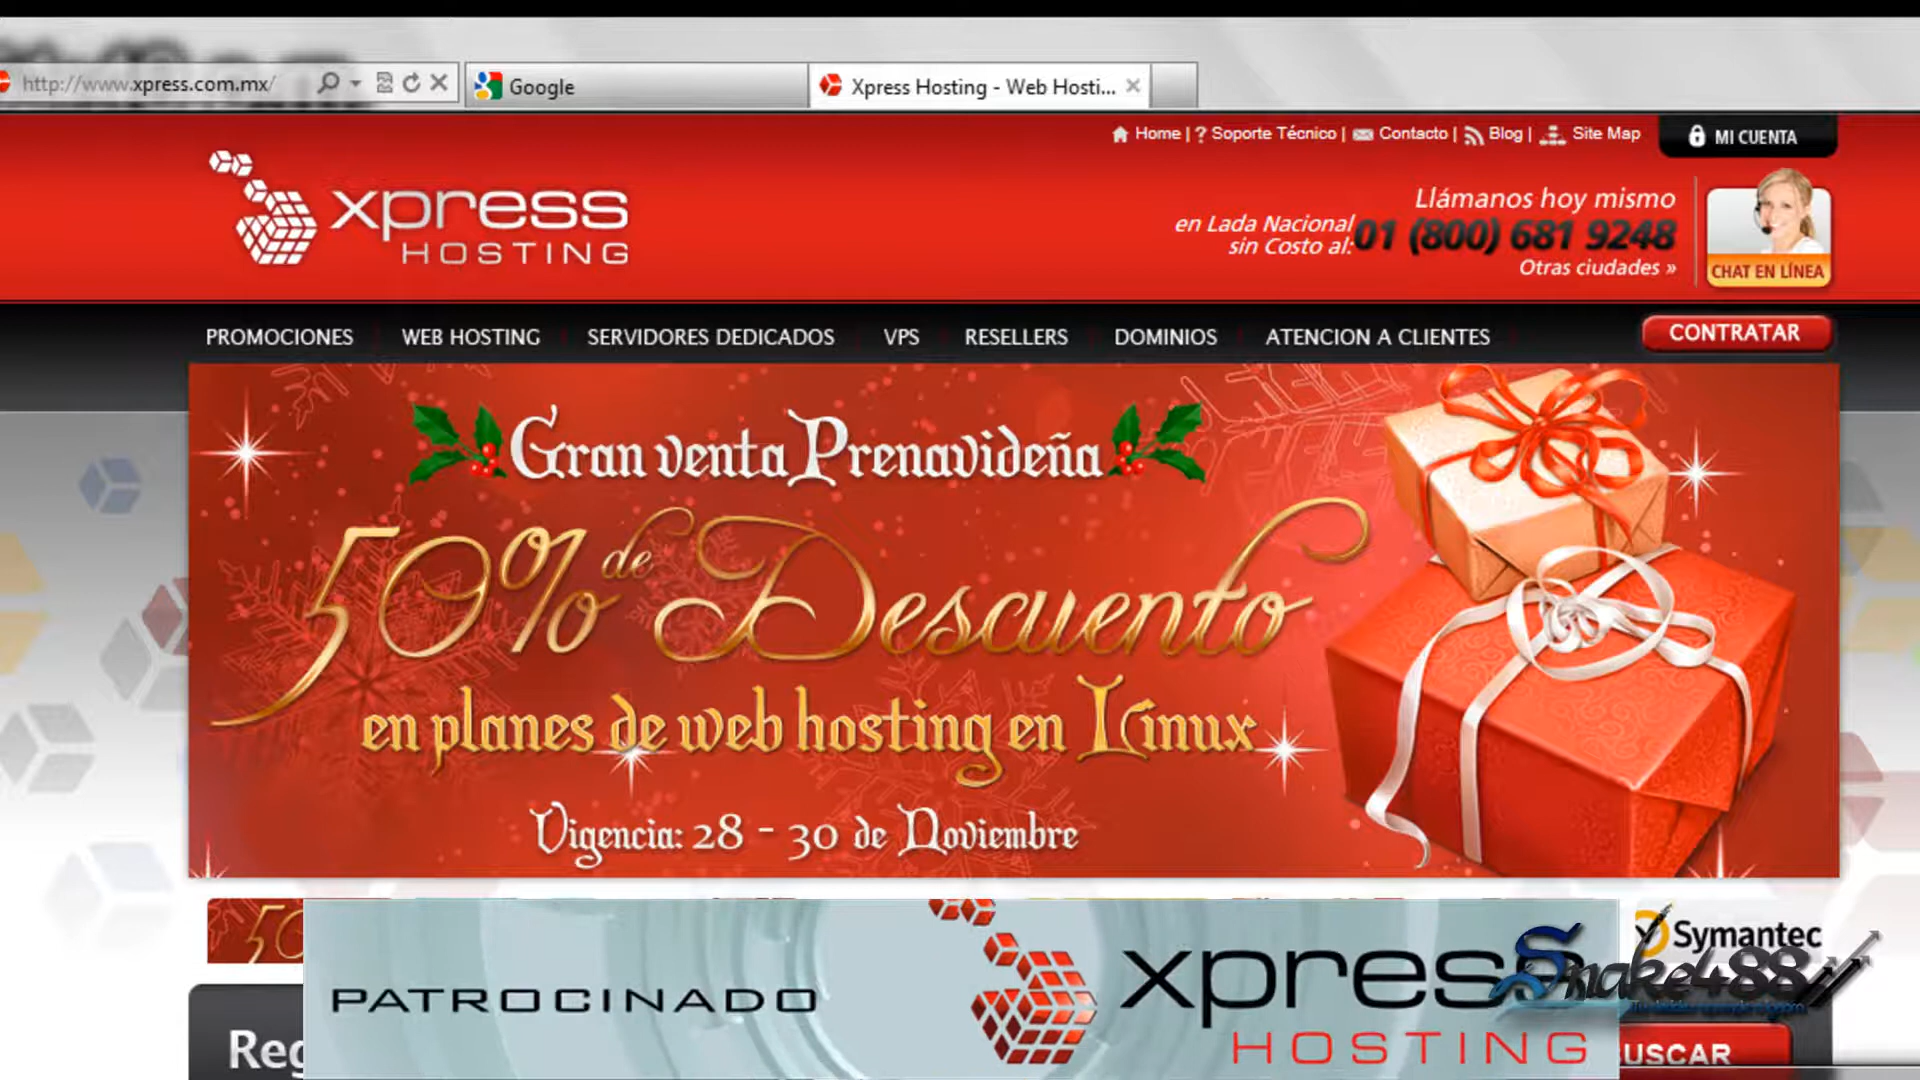 http://www.xpress.com.mx/
Google
Xpress Hosting - Web Hosti...
Home | ? Soporte Técnico | Contacto | Blog | Site Map
MI CUENTA
xpress
HOSTING
Llámanos hoy mismo
en Lada Nacional
sin Costo al:
01 (800) 681 9248
Otras ciudades »
CHAT EN LÍNEA
PROMOCIONES
WEB HOSTING
SERVIDORES DEDICADOS
VPS
RESELLERS
DOMINIOS
ATENCION A CLIENTES
CONTRATAR
Gran venta Prenavideña
50% de Descuento
en planes de web hosting en Linux
Vigencia: 28 - 30 de Noviembre
50
PATROCINADO
xpress
HOSTING
Symantec
Snake488
Reg
USCAR